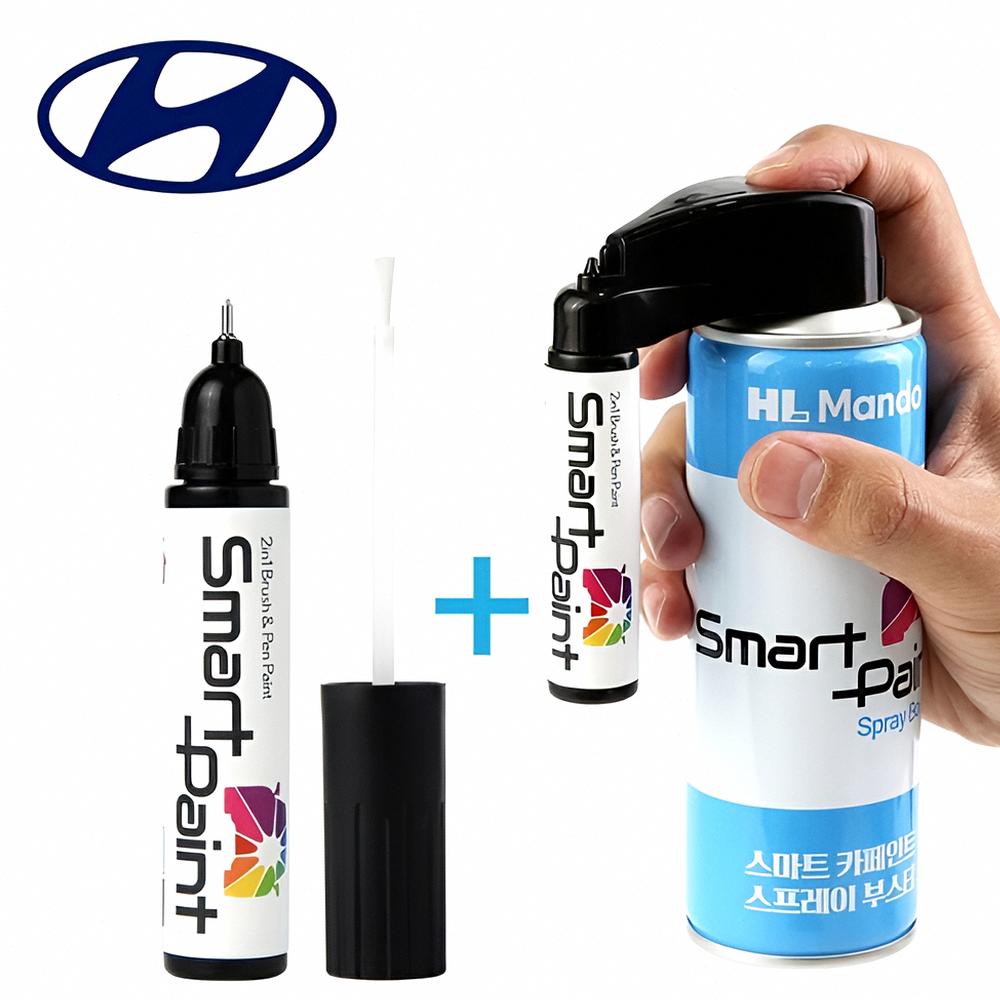 2in1 Brush & Pen Paint
Smart
Paint
2in1 Brush & Pen Paint
Smart
Paint
HL Mando
Smart
Pain
Spray
스마트 카페인트
스프레이 부스터